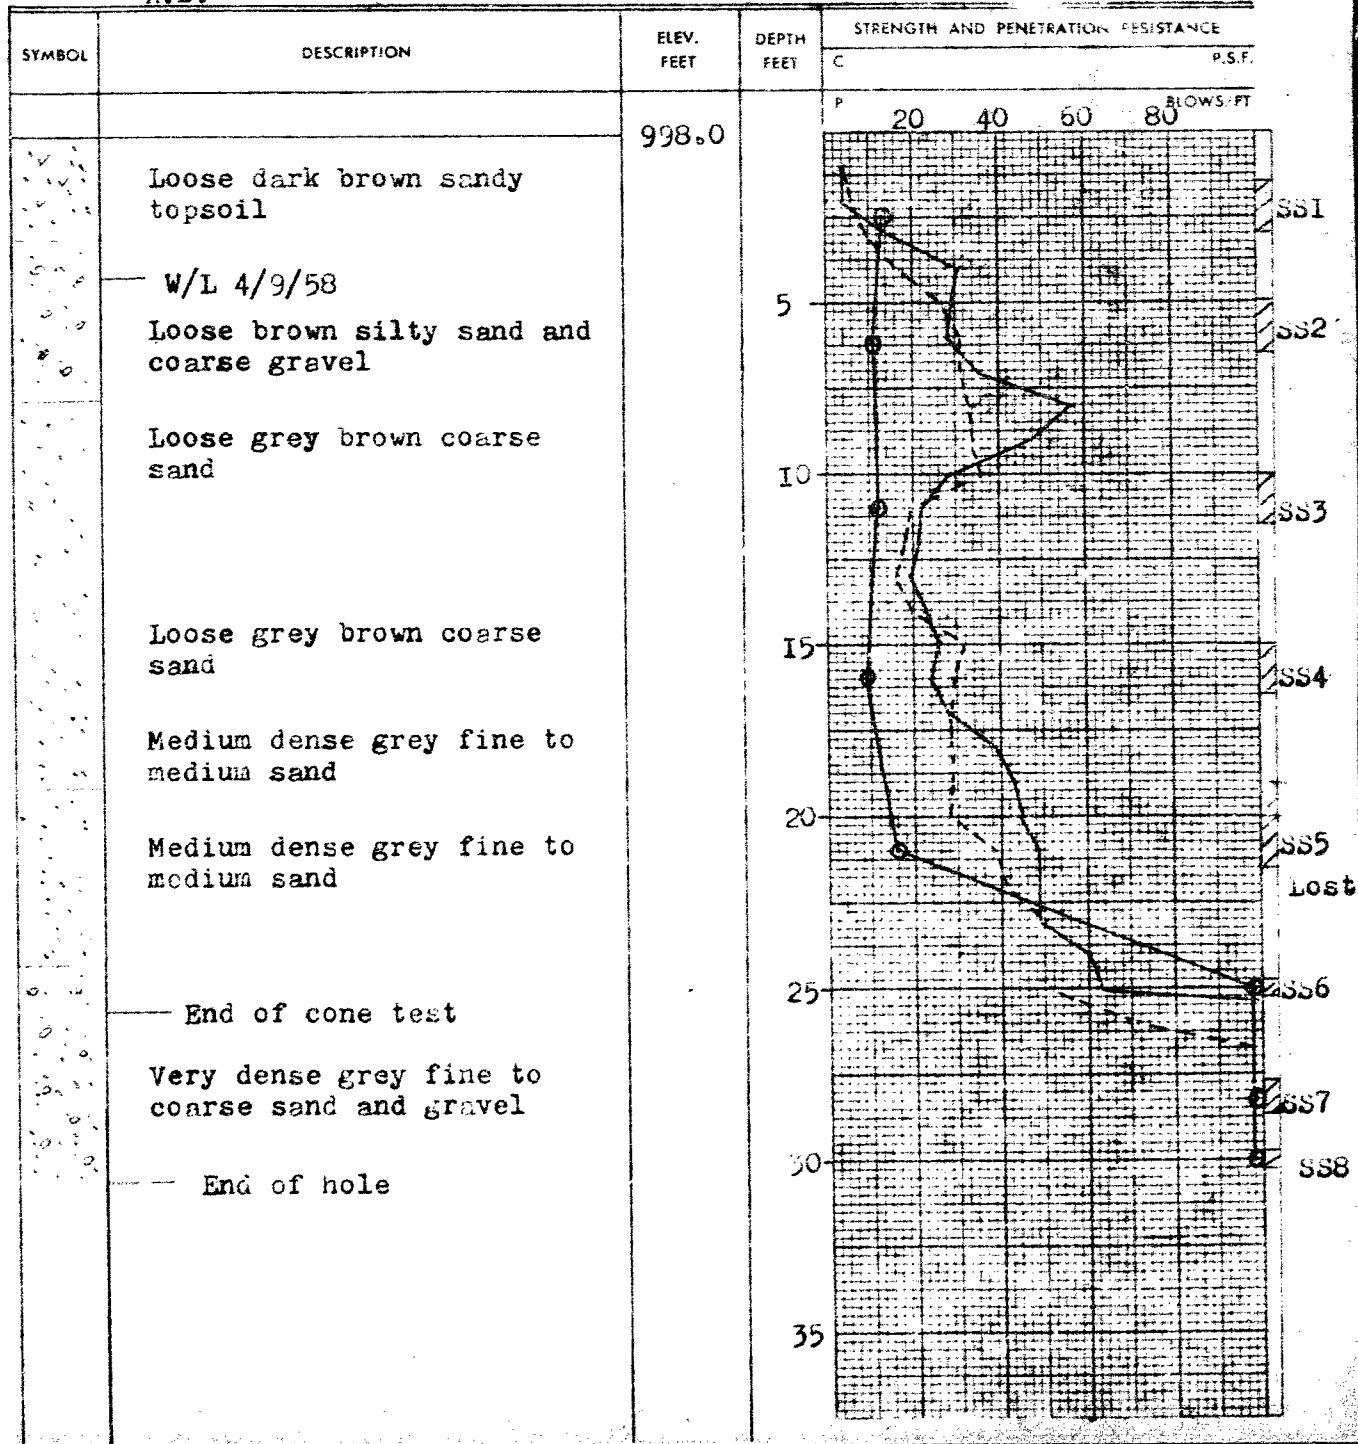 SYMBOL
DESCRIPTION
ELEV. FEET
DEPTH FEET
STRENGTH AND PENETRATION RESISTANCE
C P.S.F.
P BLOWS/FT
20 40 60 80
998.0
Loose dark brown sandy
topsoil
SS1
W/L 4/9/58
5
Loose brown silty sand and
coarse gravel
SS2
Loose grey brown coarse
sand
10
SS3
Loose grey brown coarse
sand
15
SS4
Medium dense grey fine to
medium sand
20
Medium dense grey fine to
medium sand
SS5
Lost
25
SS6
End of cone test
Very dense grey fine to
coarse sand and gravel
SS7
30
SS8
End of hole
35